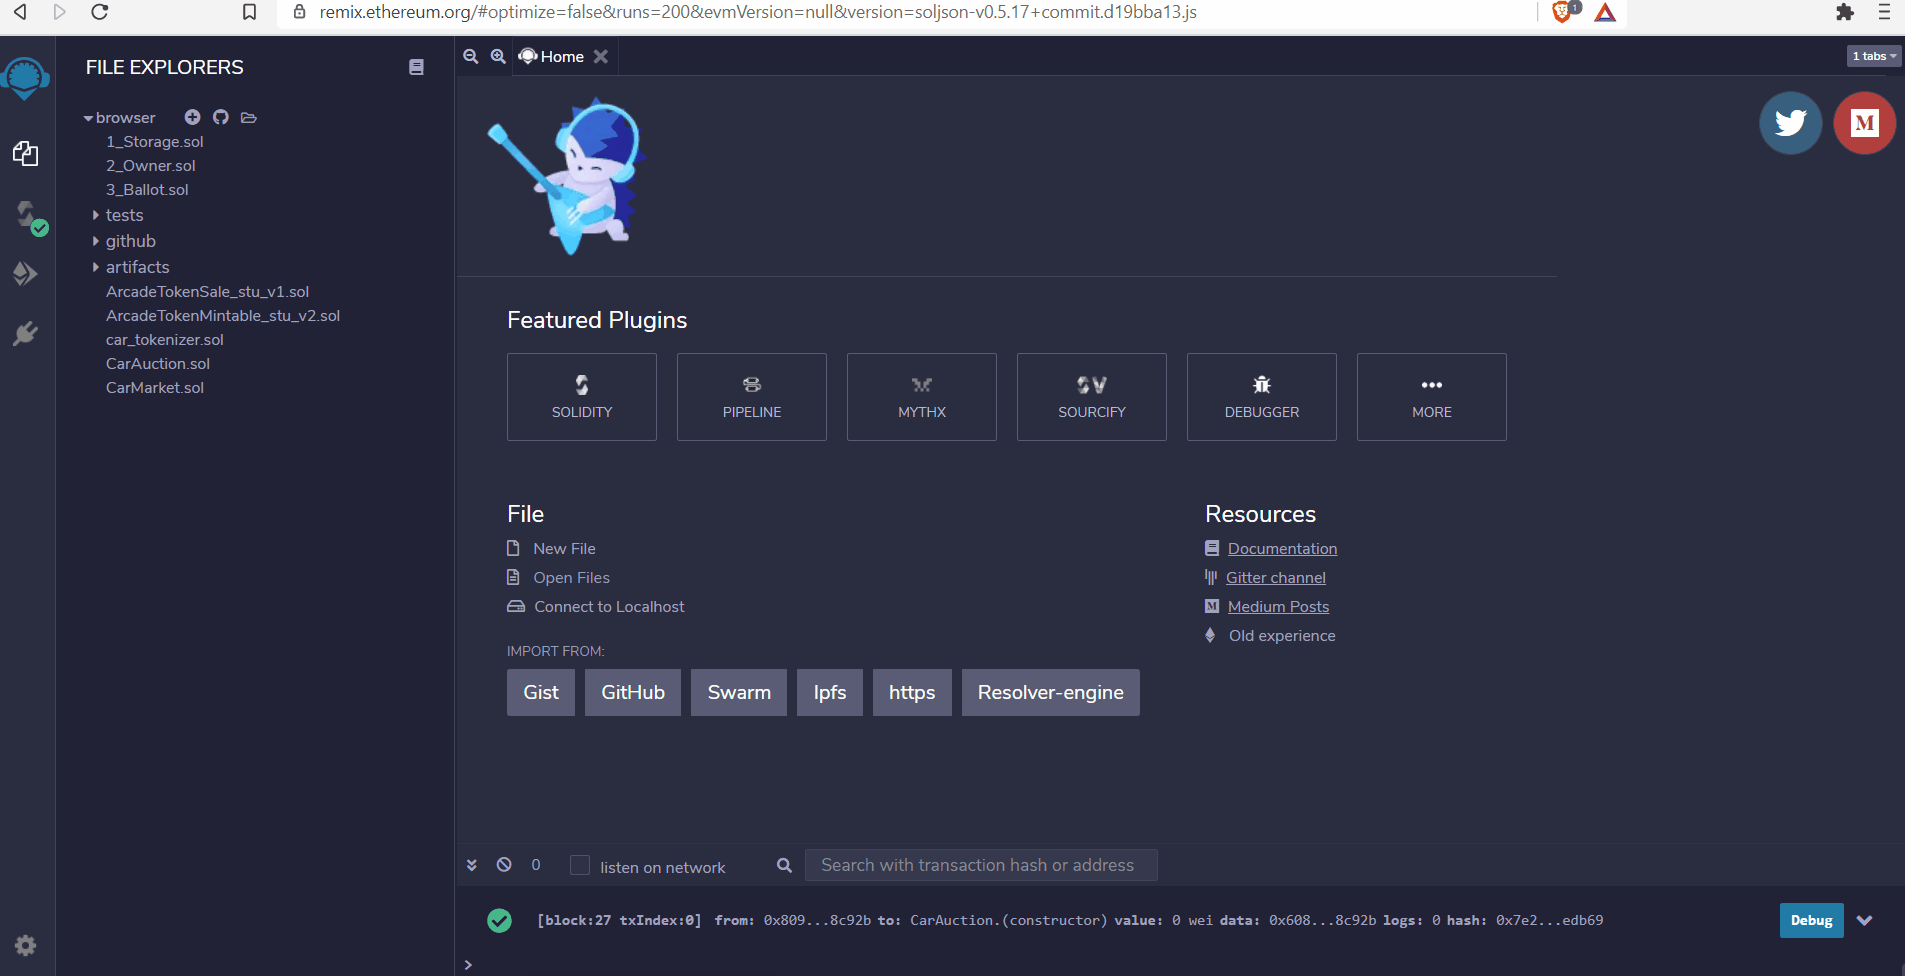 remix.ethereum.org/#optimize=false&runs=200&evmVersion=null&version=soljson-v0.5.17+commit.d19bba13.js
1
FILE EXPLORERS
Home
1 tabs
browser
1_Storage.sol
2_Owner.sol
3_Ballot.sol
tests
github
artifacts
ArcadeTokenSale_stu_v1.sol
ArcadeTokenMintable_stu_v2.sol
car_tokenizer.sol
CarAuction.sol
CarMarket.sol
M
Featured Plugins
SOLIDITY PIPELINE MYTHX SOURCIFY DEBUGGER MORE
File
New File
Open Files
Connect to Localhost
IMPORT FROM:
Gist GitHub Swarm Ipfs https Resolver-engine
Resources
Documentation
Gitter channel
M Medium Posts
Old experience
0 listen on network Search with transaction hash or address
[block:27 txIndex:0] from: 0x809...8c92b to: CarAuction.(constructor) value: 0 wei data: 0x608...8c92b logs: 0 hash: 0x7e2...edb69 Debug
>